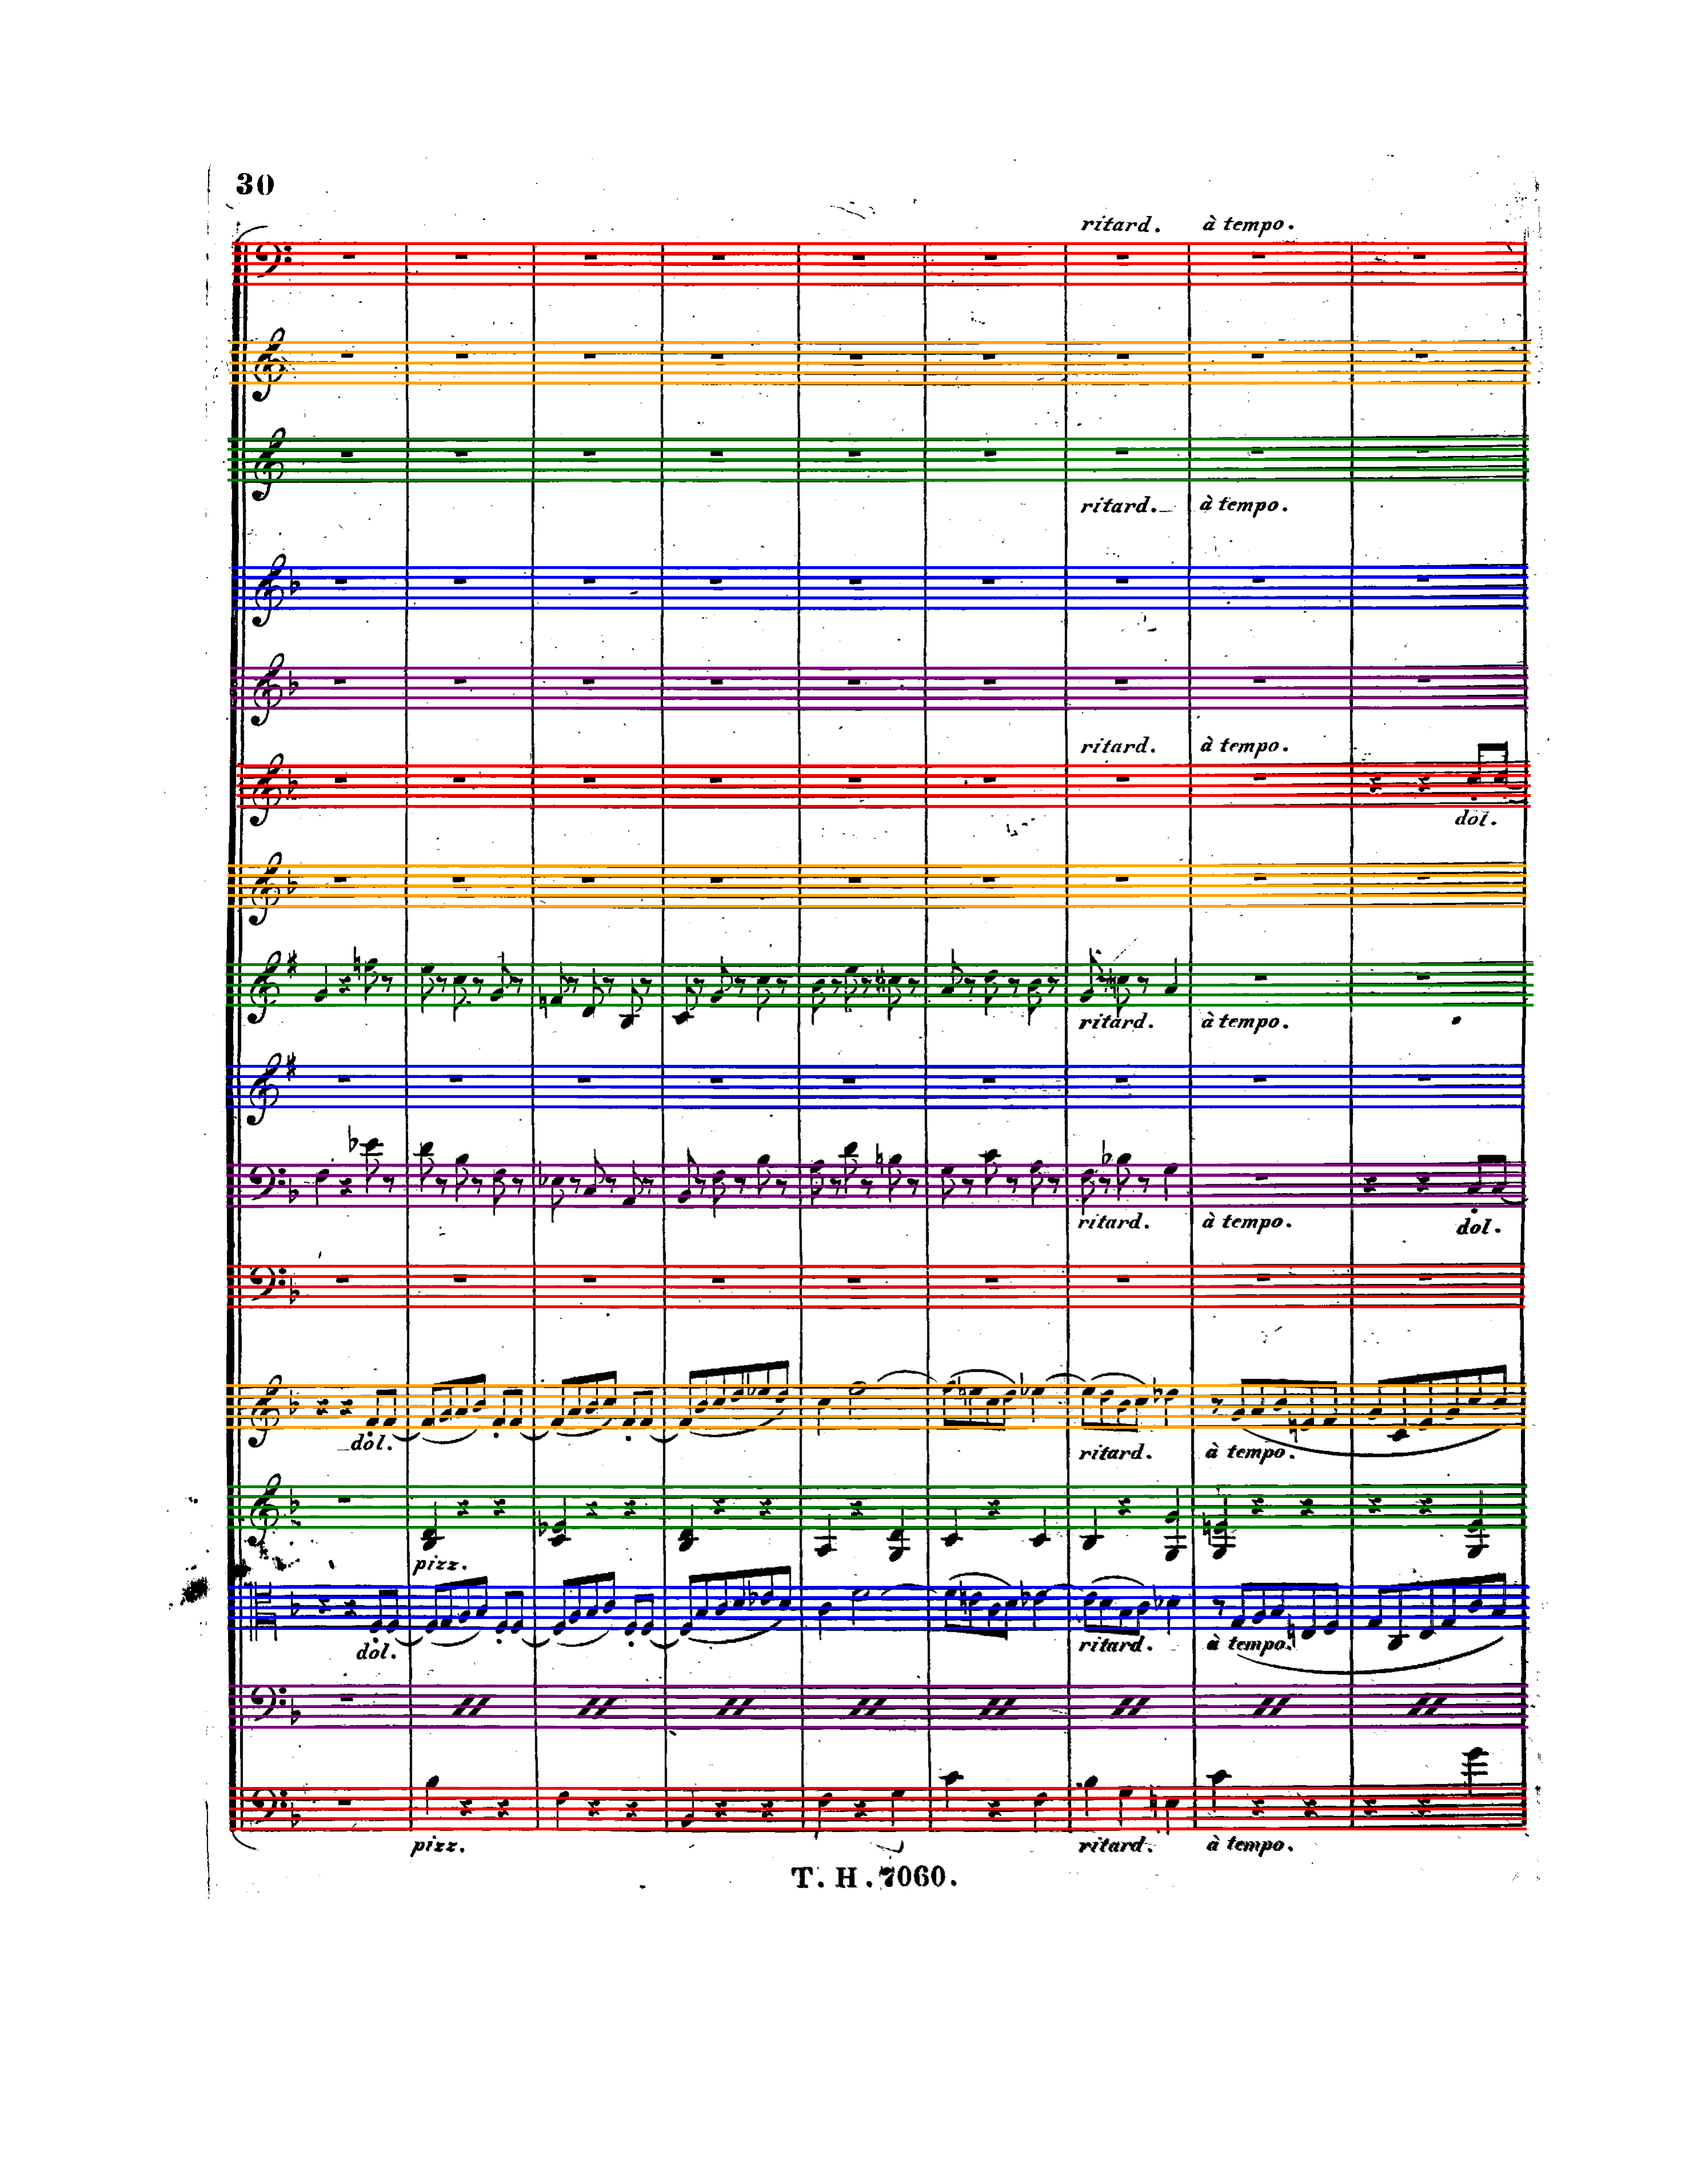 30
ritard. à tempo.
ritard. à tempo.
ritard. à tempo.
dol.
ritard. à tempo.
ritard. à tempo. dol.
dol. ritard. à tempo.
pizz.
dol. ritard. à tempo.
pizz. ritard. à tempo.
T. H. 7060.